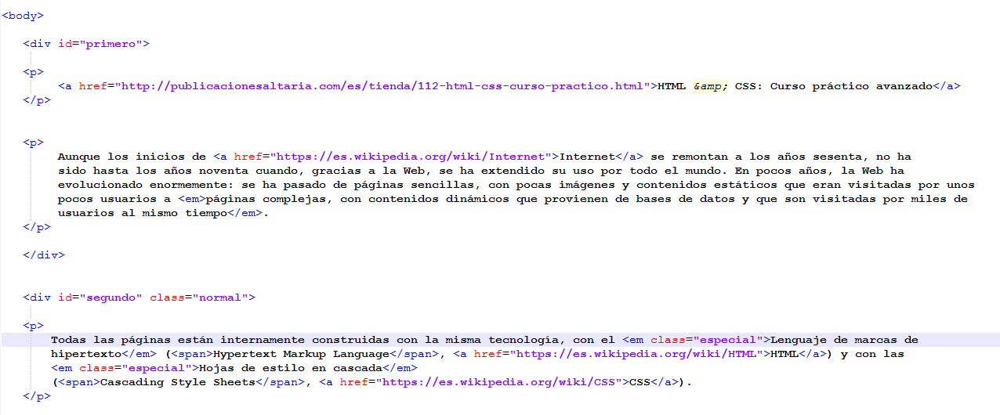 <body>
<div id="primero">
<p>
<a href="http://publicacionesaltaria.com/es/tienda/112-html-css-curso-practico.html">HTML &amp; CSS: Curso práctico avanzado</a>
</p>
<p>
Aunque los inicios de <a href="https://es.wikipedia.org/wiki/Internet">Internet</a> se remontan a los años sesenta, no ha
sido hasta los años noventa cuando, gracias a la Web, se ha extendido su uso por todo el mundo. En pocos años, la Web ha
evolucionado enormemente: se ha pasado de páginas sencillas, con pocas imágenes y contenidos estáticos que eran visitadas por unos
pocos usuarios a <em>páginas complejas, con contenidos dinámicos que provienen de bases de datos y que son visitadas por miles de
usuarios al mismo tiempo</em>.
</p>
</div>
<div id="segundo" class="normal">
<p>
Todas las páginas están internamente construidas con la misma tecnología, con el <em class="especial">Lenguaje de marcas de
hipertexto</em> (<span>Hypertext Markup Language</span>, <a href="https://es.wikipedia.org/wiki/HTML">HTML</a>) y con las
<em class="especial">Hojas de estilo en cascada</em>
(<span>Cascading Style Sheets</span>, <a href="https://es.wikipedia.org/wiki/CSS">CSS</a>).
</p>